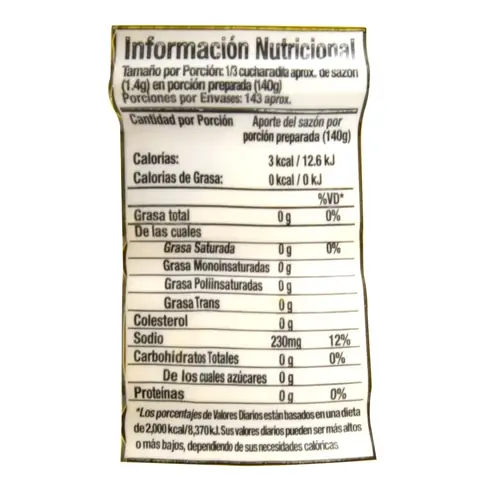 Información Nutricional
Tamaño por Porción: 1/3 cucharadita aprox. de sazón
(1.4g) en porción preparada (140g)
Porciones por Envases: 143 aprox.
Cantidad por Porción Aporte del sazón por
porción preparada (140g)
Calorías: 3 kcal / 12.6 kJ
Calorías de Grasa: 0 kcal / 0 kJ
%VD*
Grasa total 0 g 0%
De las cuales
Grasa Saturada 0 g 0%
Grasa Monoinsaturadas 0 g
Grasa Poliinsaturadas 0 g
Grasa Trans 0 g
Colesterol 0 g
Sodio 230mg 12%
Carbohidratos Totales 0 g 0%
De los cuales azúcares 0 g
Proteínas 0 g 0%
*Los porcentajes de Valores Diarios están basados en una dieta
de 2,000 kcal/8,370 kJ. Sus valores diarios pueden ser más altos
o más bajos, dependiendo de sus necesidades calóricas